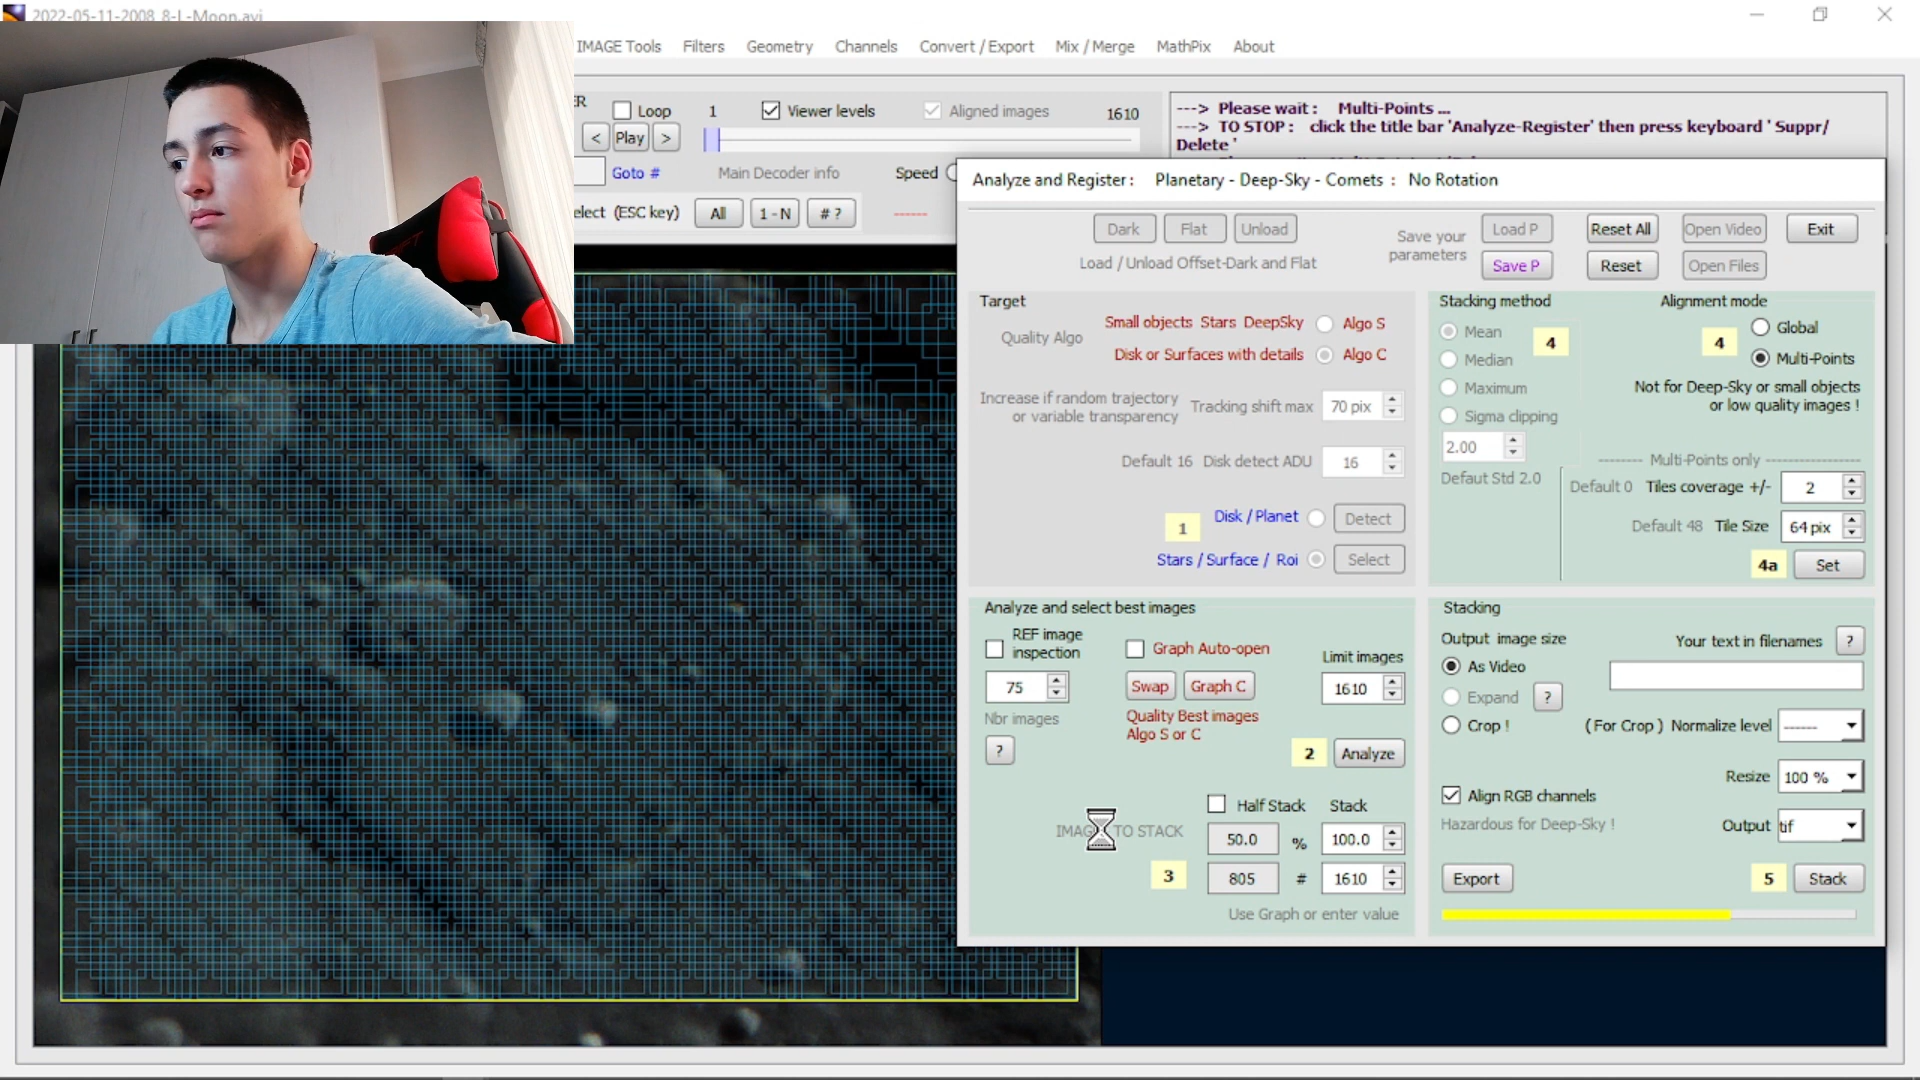 2022-05-11-2008_8-L-Moon.avi
IMAGE Tools Filters Geometry Channels Convert / Export Mix / Merge MathPix About
Loop 1 Viewer levels Aligned images 1610
< Play >
Goto # Main Decoder info Speed
(ESC key) All 1 - N # ? ------
---> Please wait : Multi-Points ...
---> TO STOP : click the title bar 'Analyze-Register' then press keyboard ' Suppr/
Delete '
Analyze and Register : Planetary - Deep-Sky - Comets : No Rotation
Dark Flat Unload
Load / Unload Offset-Dark and Flat
Save your
parameters
Load P Reset All Open Video Exit
Save P Reset Open Files
Target
Quality Algo
Small objects Stars DeepSky Algo S
Disk or Surfaces with details Algo C
Increase if random trajectory
or variable transparency
Tracking shift max 70 pix
Default 16 Disk detect ADU 16
1 Disk / Planet Detect
Stars / Surface / Roi Select
Stacking method
Mean
4
Median
Maximum
Sigma clipping
2.00
Defaut Std 2.0
Alignment mode
Global
4
Multi-Points
Not for Deep-Sky or small objects
or low quality images !
------- Multi-Points only ---------------
Default 0 Tiles coverage +/- 2
Default 48 Tile Size 64 pix
4a Set
Analyze and select best images
REF image
inspection
75
Nbr images
?
Graph Auto-open
Swap Graph C
Quality Best images
Algo S or C
Limit images
1610
2 Analyze
Half Stack Stack
TO STACK
50.0 % 100.0
3 805 # 1610
Use Graph or enter value
Stacking
Output image size
As Video
Expand ?
Crop !
Your text in filenames ?
( For Crop ) Normalize level ------
Resize 100 %
Align RGB channels
Hazardous for Deep-Sky !
Output tif
Export 5 Stack